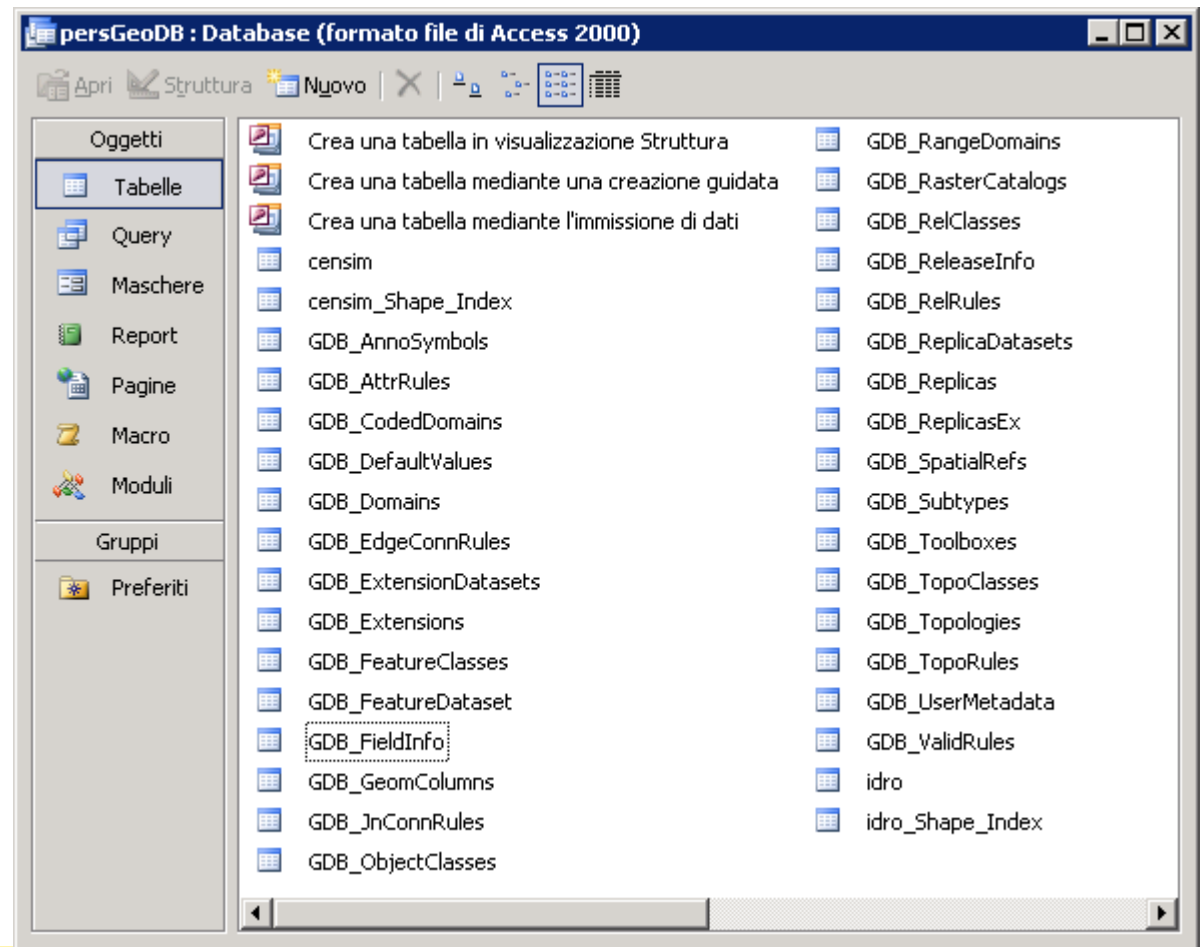 persGeoDB : Database (formato file di Access 2000)
Apri Struttura Nuovo
Oggetti
Tabelle
Query
Maschere
Report
Pagine
Macro
Moduli
Gruppi
Preferiti
Crea una tabella in visualizzazione Struttura
Crea una tabella mediante una creazione guidata
Crea una tabella mediante l'immissione di dati
censim
censim_Shape_Index
GDB_AnnoSymbols
GDB_AttrRules
GDB_CodedDomains
GDB_DefaultValues
GDB_Domains
GDB_EdgeConnRules
GDB_ExtensionDatasets
GDB_Extensions
GDB_FeatureClasses
GDB_FeatureDataset
GDB_FieldInfo
GDB_GeomColumns
GDB_JnConnRules
GDB_ObjectClasses
GDB_RangeDomains
GDB_RasterCatalogs
GDB_RelClasses
GDB_ReleaseInfo
GDB_RelRules
GDB_ReplicaDatasets
GDB_Replicas
GDB_ReplicasEx
GDB_SpatialRefs
GDB_Subtypes
GDB_Toolboxes
GDB_TopoClasses
GDB_Topologies
GDB_TopoRules
GDB_UserMetadata
GDB_ValidRules
idro
idro_Shape_Index